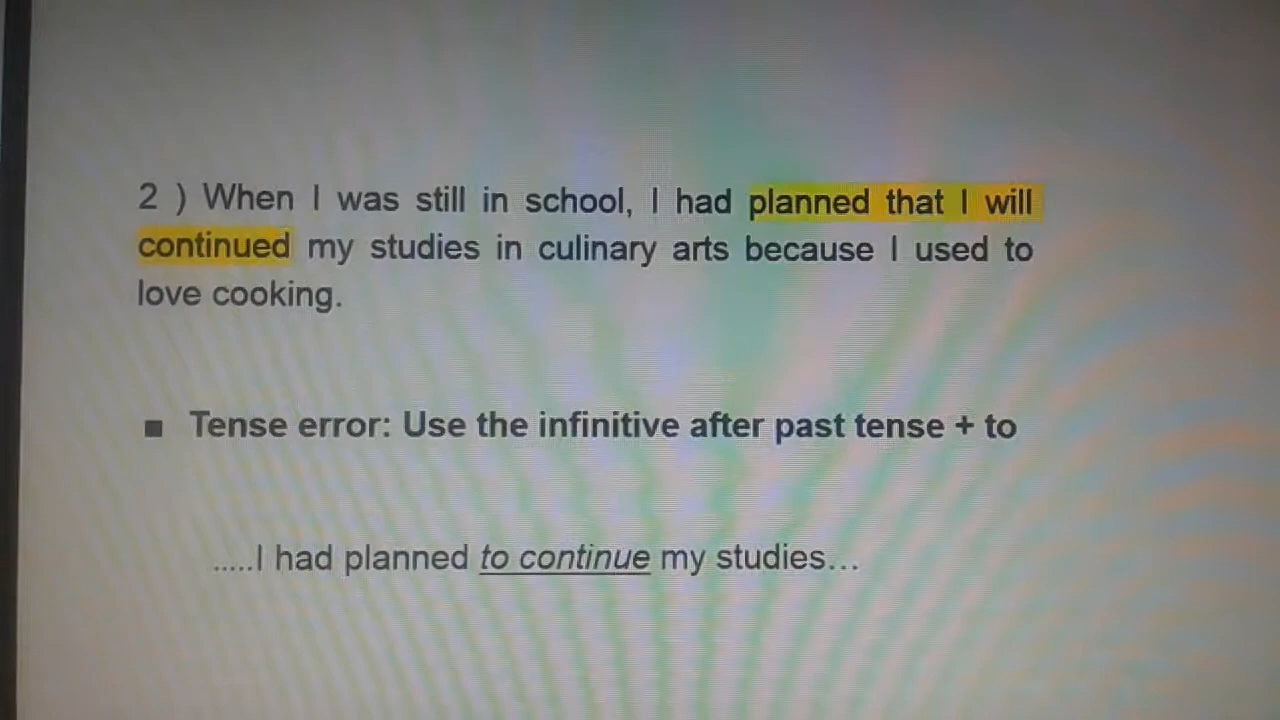 2 ) When I was still in school, I had planned that I will
continued my studies in culinary arts because I used to
love cooking.
▪ Tense error: Use the infinitive after past tense + to
.....I had planned to continue my studies...